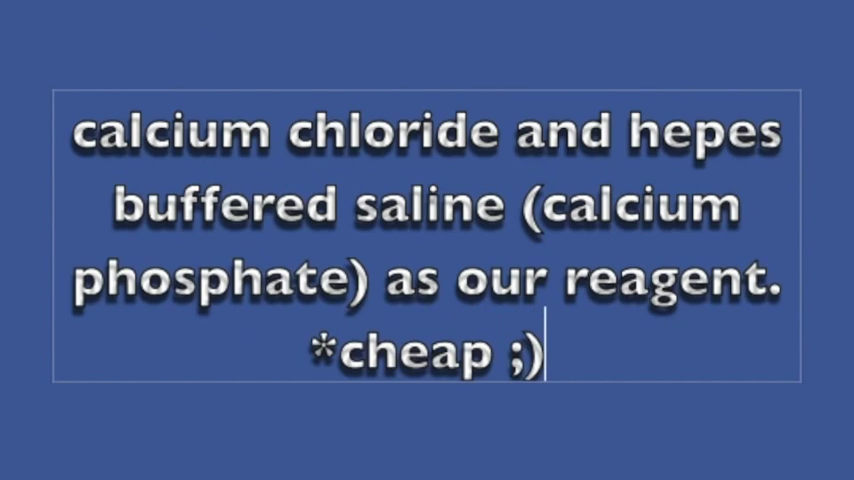 calcium chloride and hepes
buffered saline (calcium
phosphate) as our reagent.
*cheap ;)